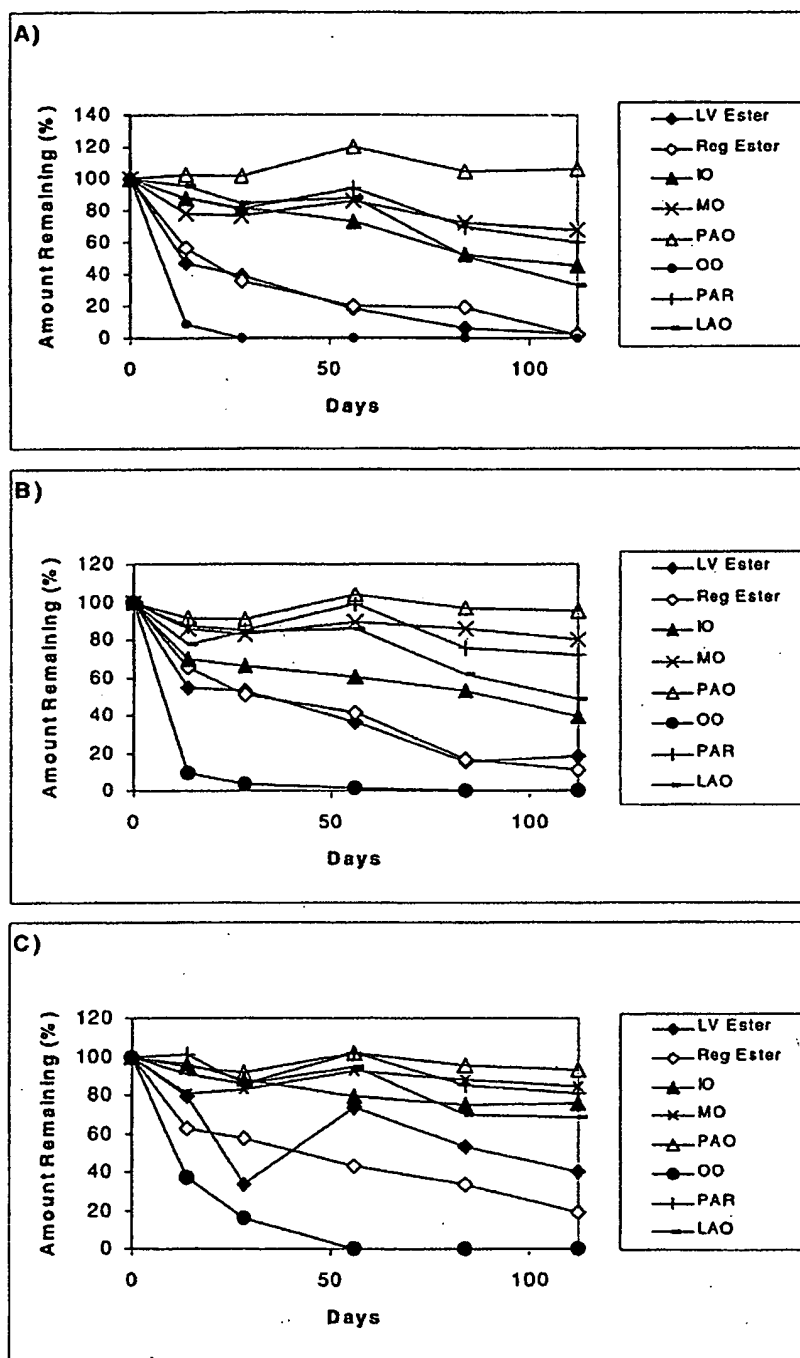 A)
Amount Remaining (%)
140
120
100
80
60
40
20
0
0
50
100
Days
LV Ester
Reg Ester
IO
MO
PAO
OO
PAR
LAO
B)
Amount Remaining (%)
120
100
80
60
40
20
0
0
50
100
Days
LV Ester
Reg Ester
IO
MO
PAO
OO
PAR
LAO
C)
Amount Remaining (%)
120
100
80
60
40
20
0
0
50
100
Days
LV Ester
Reg Ester
IO
MO
PAO
OO
PAR
LAO